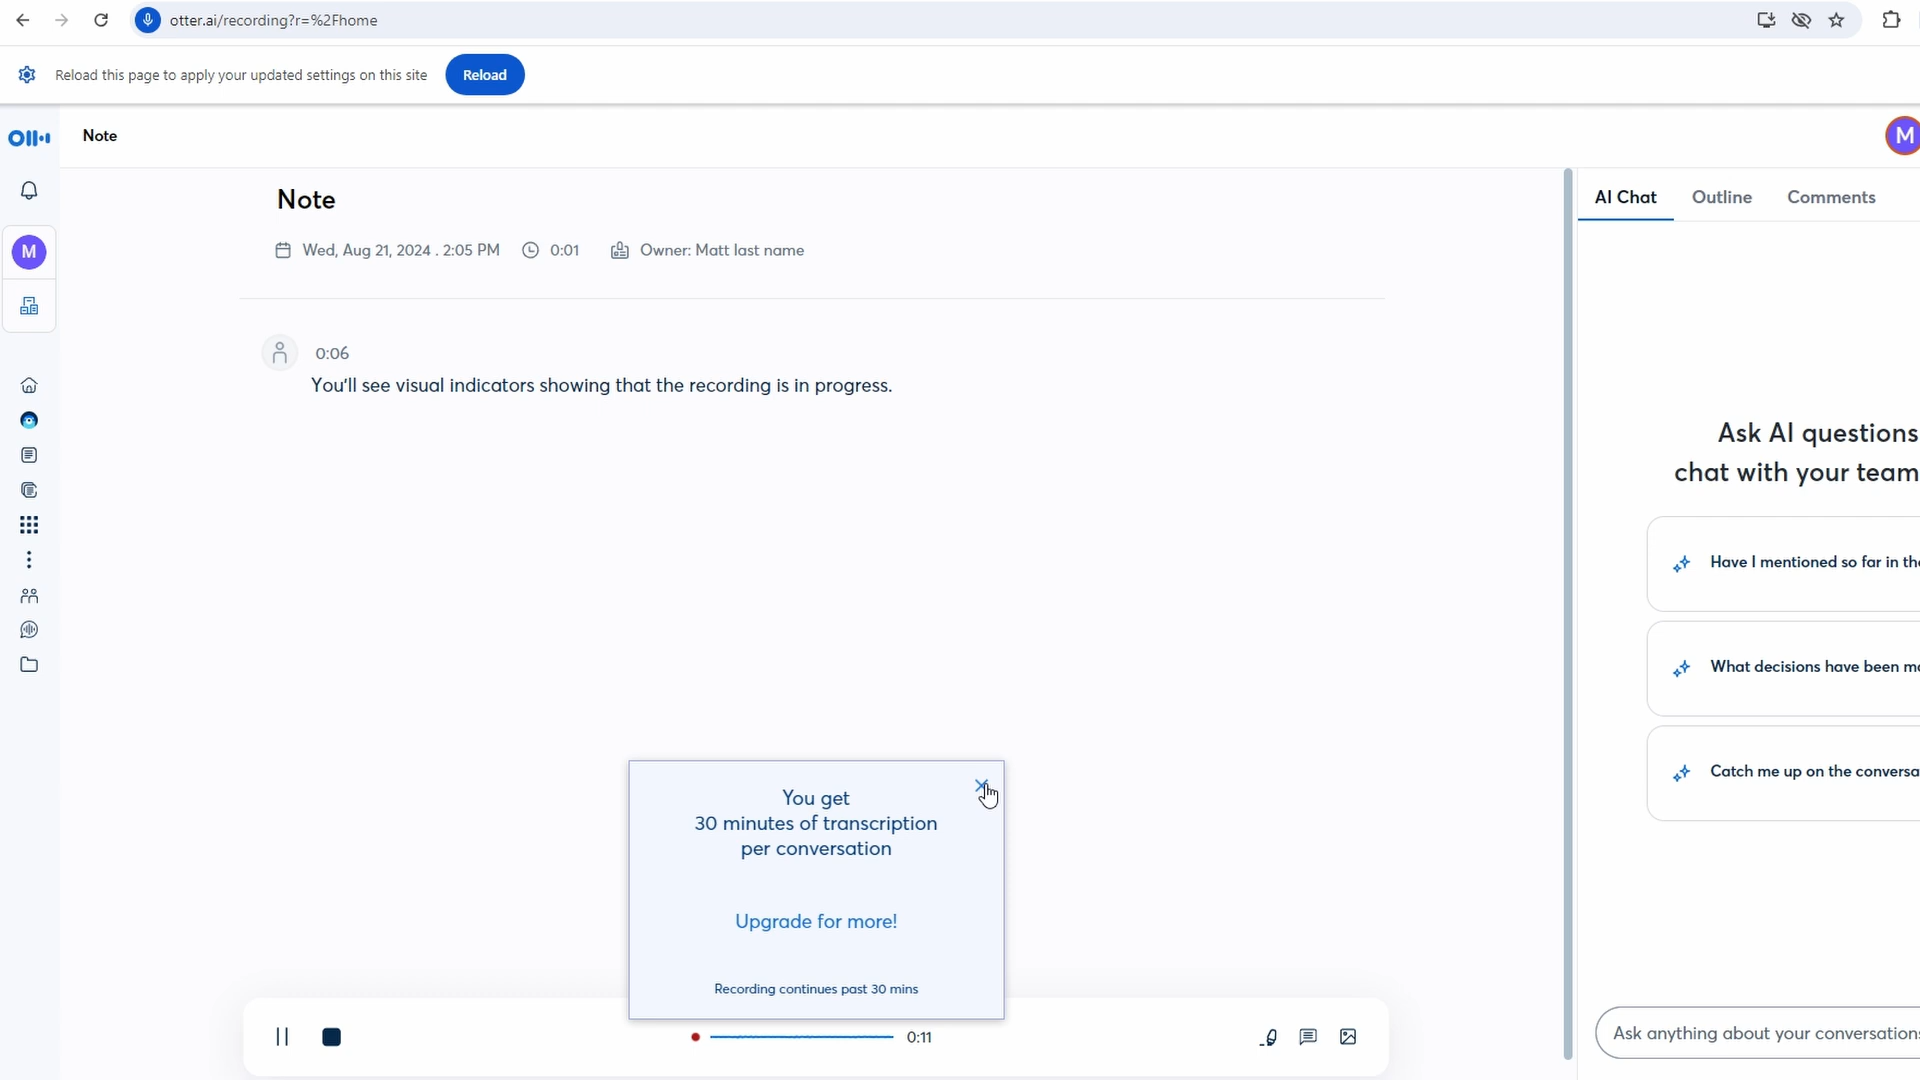 otter.ai/recording?r=%2Fhome
Reload this page to apply your updated settings on this site
Reload
Note
M
AI Chat
Outline
Comments
Note
Wed, Aug 21, 2024 . 2:05 PM
0:01
Owner: Matt last name
M
0:06
You'll see visual indicators showing that the recording is in progress.
Ask AI questions
chat with your team
Have I mentioned so far in
What decisions have been
Catch me up on the
You get
30 minutes of transcription
per conversation
Upgrade for more!
Recording continues past 30 mins
0:11
Ask anything about your conversations